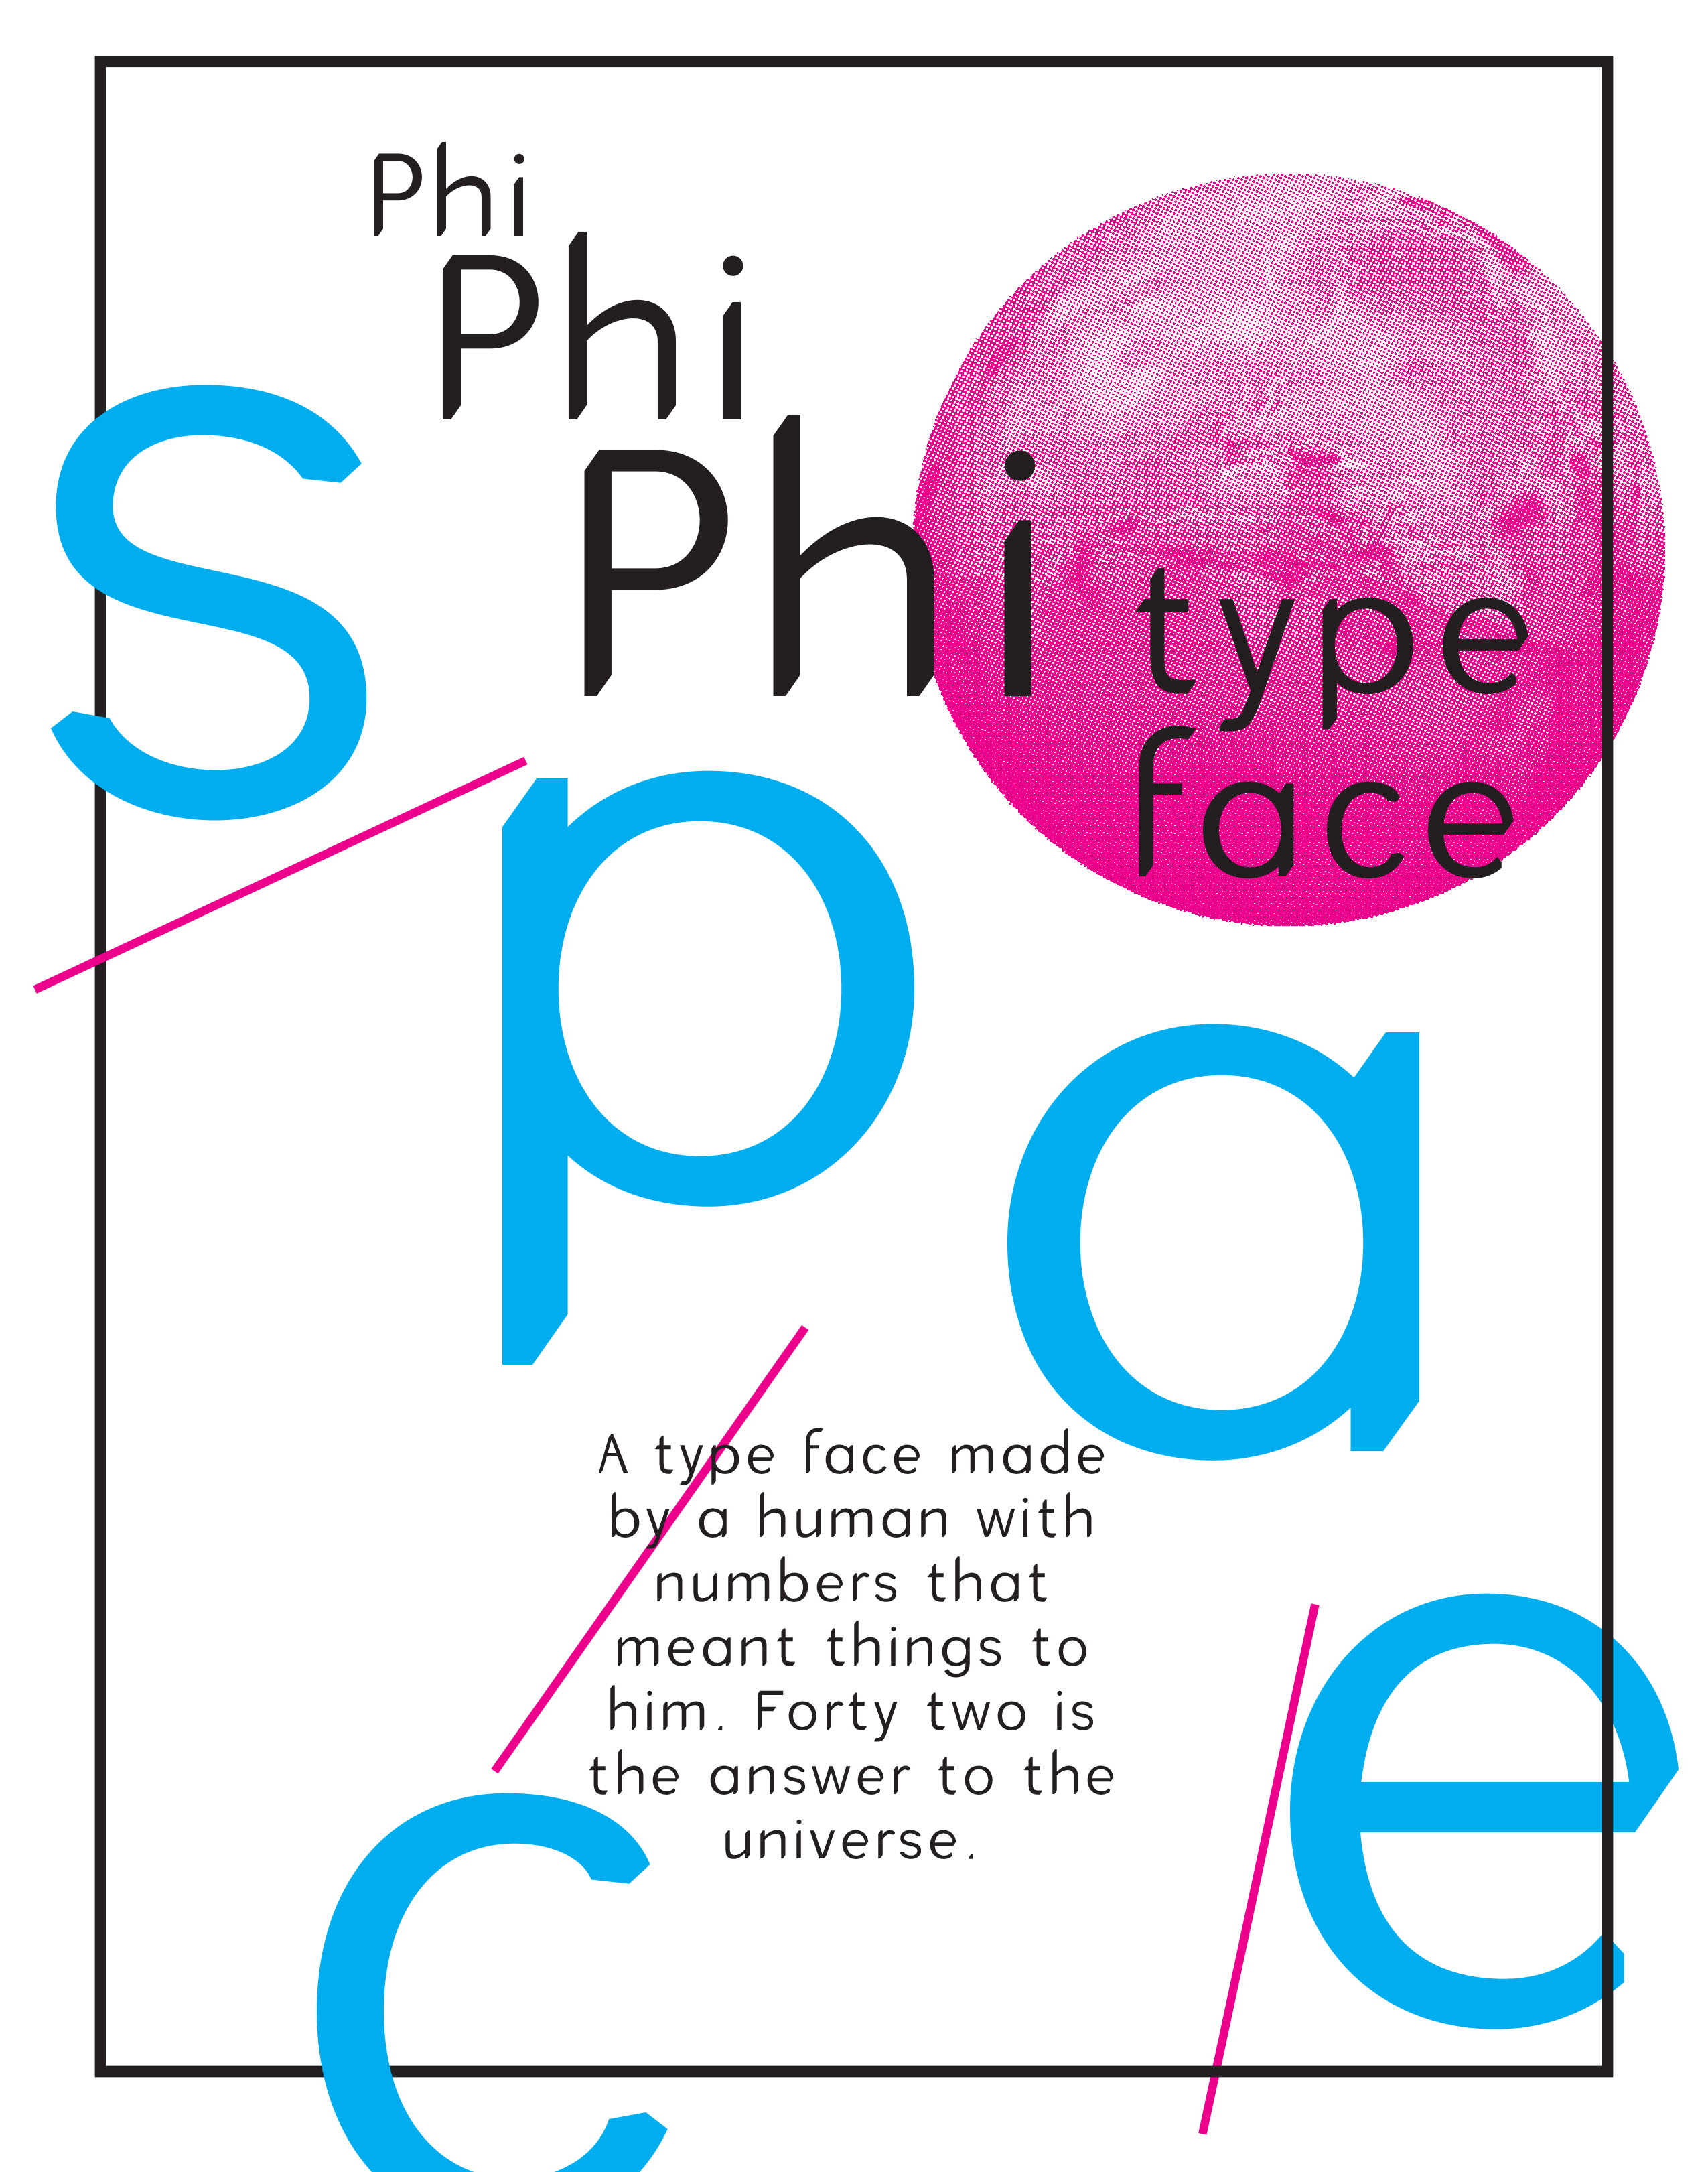 Phi
Phi
Phi
type
face
s
p
a
c
e
A type face made
by a human with
numbers that
meant things to
him. Forty two is
the answer to the
universe.